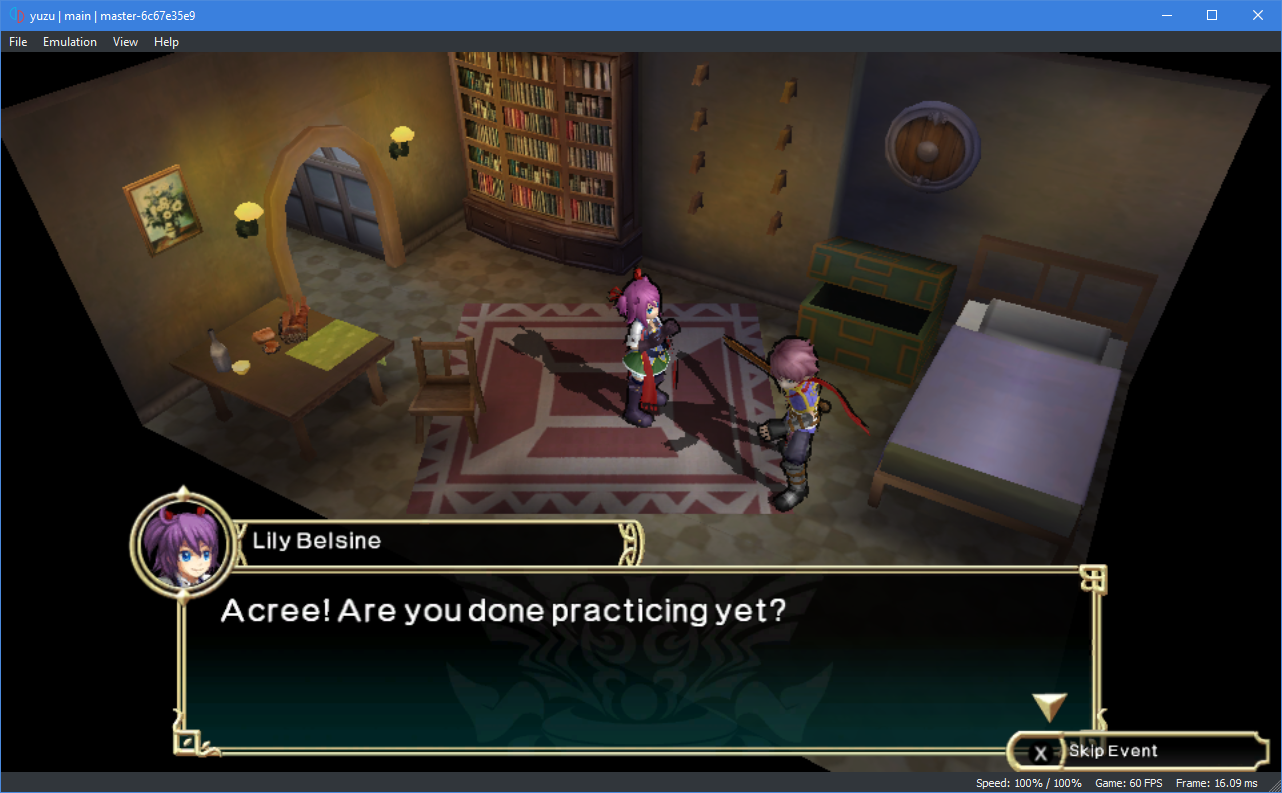 yuzu | main | master-6c67e35e9
File Emulation View Help
Lily Belsine
Acree! Are you done practicing yet?
X Skip Event
Speed: 100% / 100% Game: 60 FPS Frame: 16.09 ms